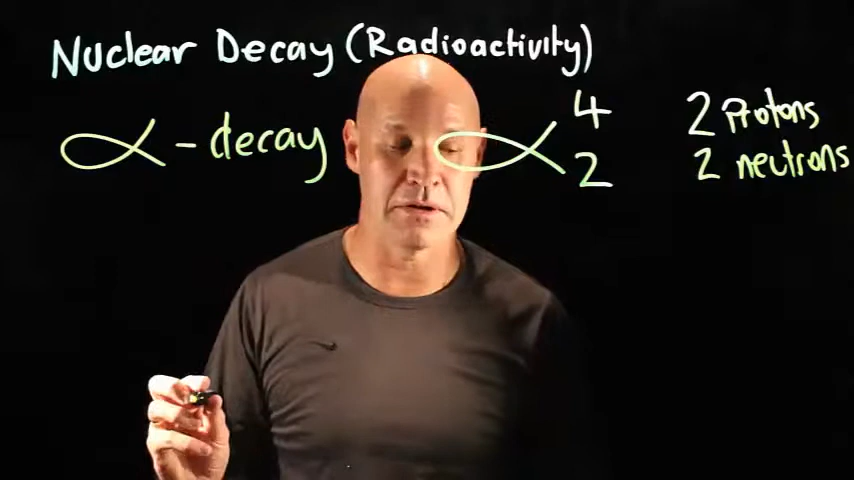 Nuclear Decay (Radioactivity)
α - decay α 4 2 Protons
2 2 neutrons